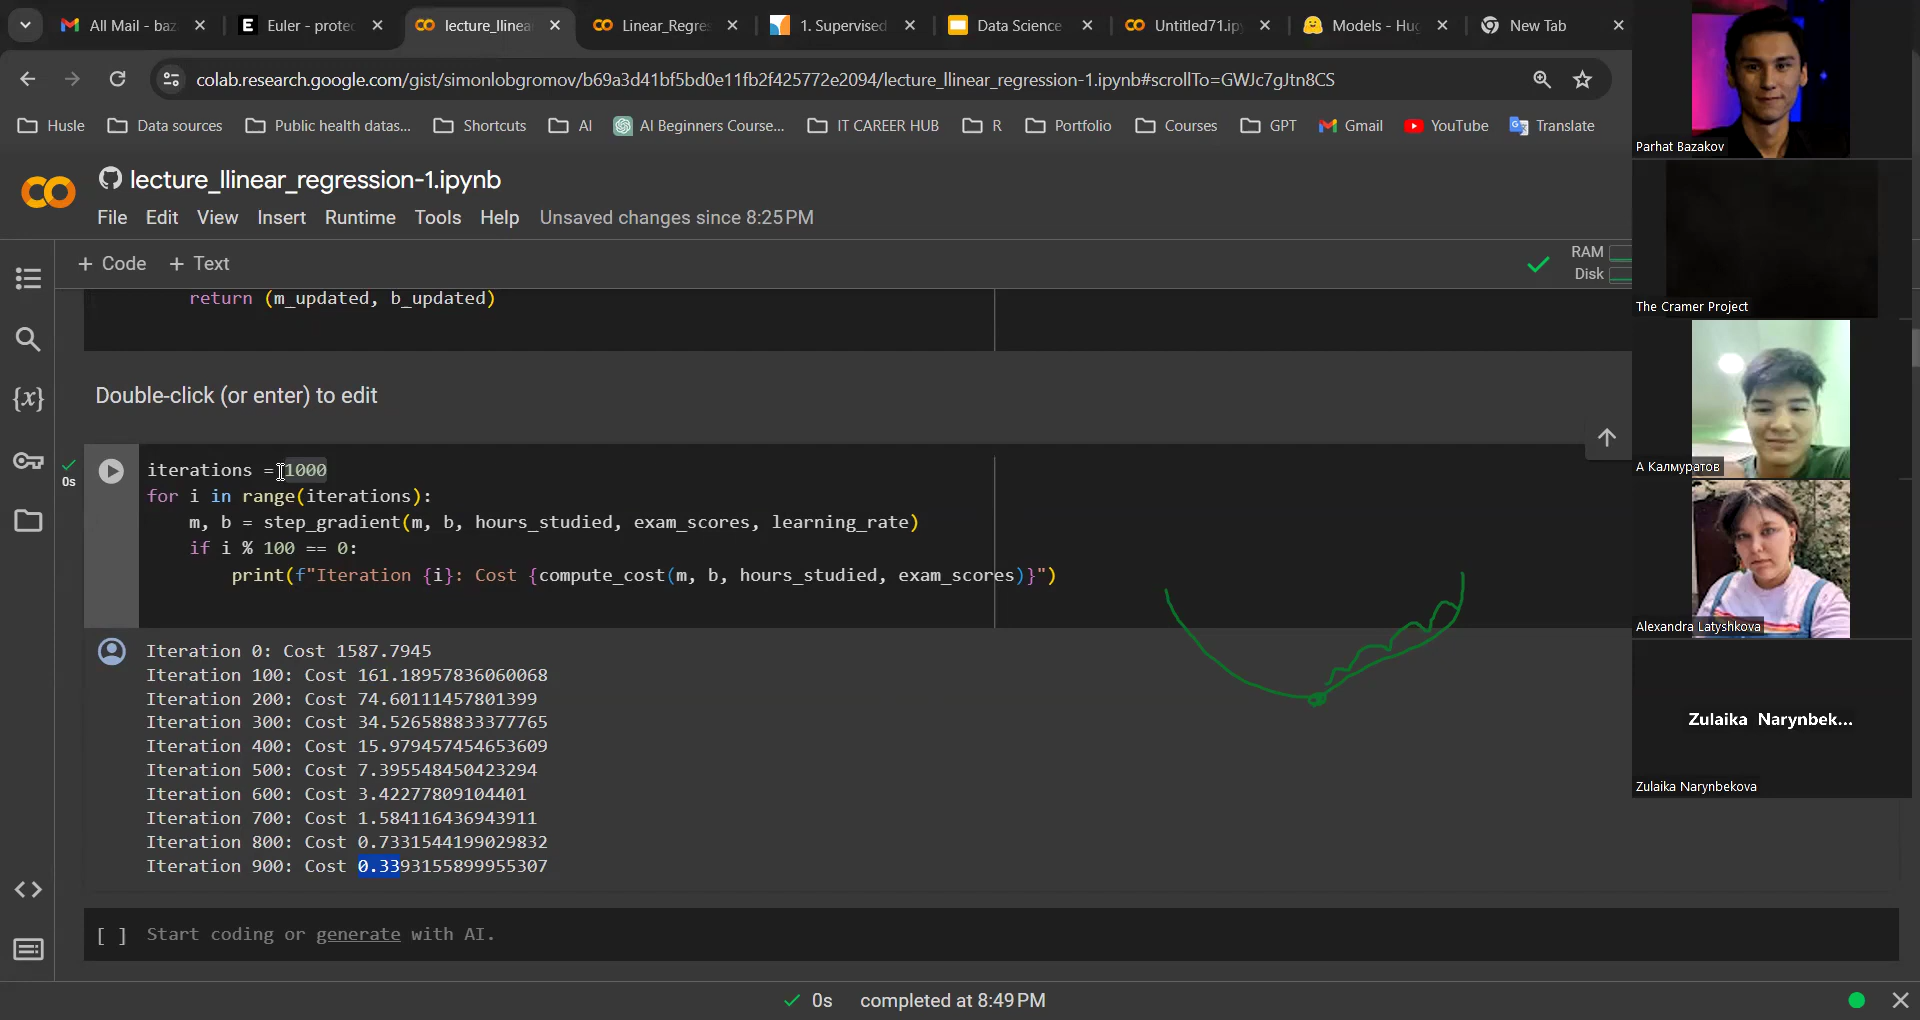 All Mail - baz
Euler - protec
lecture_llinea
Linear_Regre
1. Supervised
Data Science
Untitled71.ip
Models - Hug
New Tab
colab.research.google.com/gist/simonlobgromov/b69a3d41bf5bd0e11fb2f425772e2094/lecture_llinear_regression-1.ipynb#scrollTo=GWJc7gJtn8CS
Husle
Data sources
Public health datas...
Shortcuts
AI
AI Beginners Course...
IT CAREER HUB
R
Portfolio
Courses
GPT
Gmail
YouTube
Translate
lecture_llinear_regression-1.ipynb
File Edit View Insert Runtime Tools Help Unsaved changes since 8:25 PM
+ Code + Text
RAM
Disk
return (m_updated, b_updated)
Double-click (or enter) to edit
0s
iterations = 1000
for i in range(iterations):
m, b = step_gradient(m, b, hours_studied, exam_scores, learning_rate)
if i % 100 == 0:
print(f"Iteration {i}: Cost {compute_cost(m, b, hours_studied, exam_scores)}")
Iteration 0: Cost 1587.7945
Iteration 100: Cost 161.18957836060068
Iteration 200: Cost 74.60111457801399
Iteration 300: Cost 34.526588833377765
Iteration 400: Cost 15.979457454653609
Iteration 500: Cost 7.395548450423294
Iteration 600: Cost 3.42277809104401
Iteration 700: Cost 1.584116436943911
Iteration 800: Cost 0.7331544199029832
Iteration 900: Cost 0.3393155899955307
[ ] Start coding or generate with AI.
0s completed at 8:49 PM
Parhat Bazakov
The Cramer Project
А Калмуратов
Alexandra Latyshkova
Zulaika Narynbek...
Zulaika Narynbekova